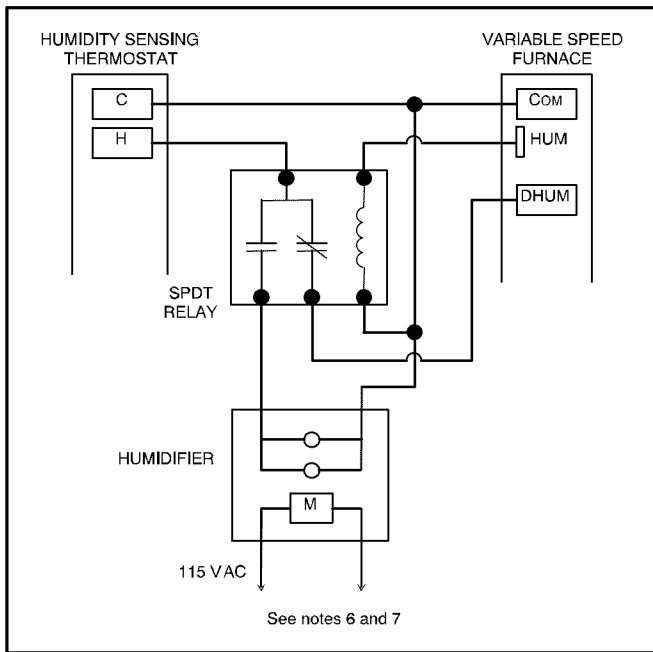 HUMIDITY SENSING
THERMOSTAT
VARIABLE SPEED
FURNACE
C
COM
H
HUM
DHUM
SPDT
RELAY
HUMIDIFIER
M
115 VAC
See notes 6 and 7